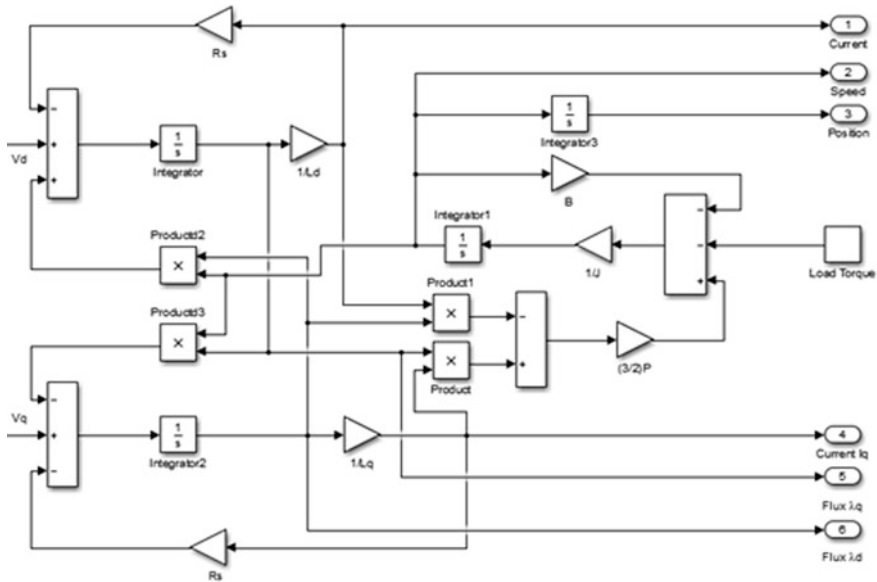 Rs
1
Current
2
Speed
1
s
Integrator3
3
Position
−
+
+
Vd
1
s
Integrator
1/Ld
B
Integrator1
1
s
1/J
−
−
+
Load Torque
Productd2
×
Product1
×
Productd3
×
×
Product
−
+
(3/2)P
−
+
−
Vq
1
s
Integrator2
1/Lq
4
Current Iq
5
Flux λq
6
Flux λd
Rs